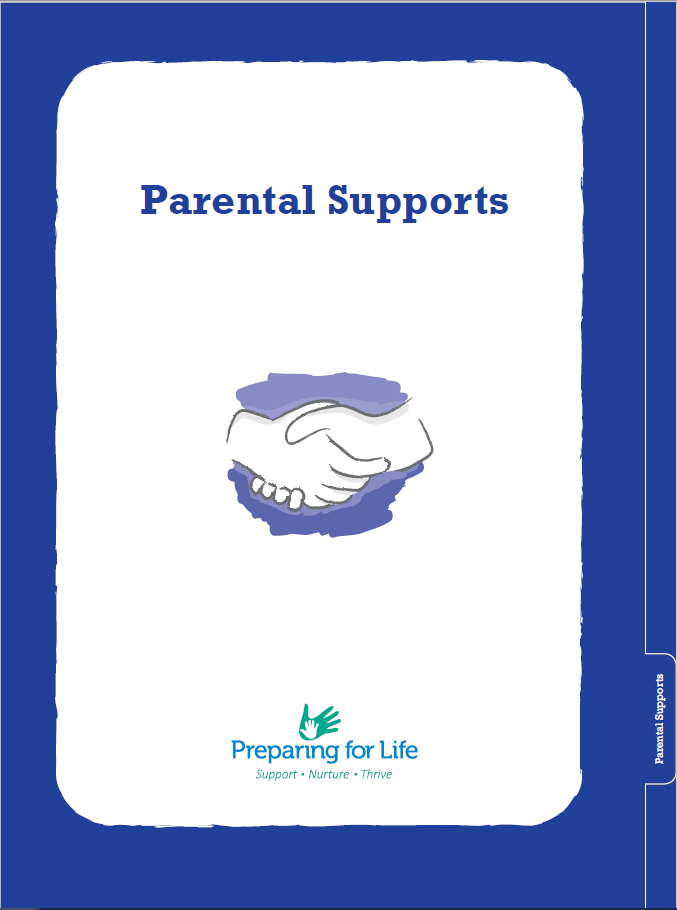 Parental Supports
Preparing for Life
Support • Nurture • Thrive
Parental Supports